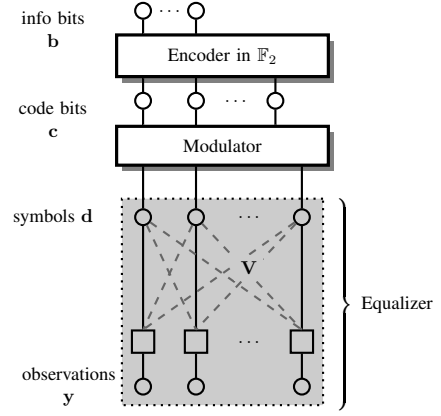 info bits
b
Encoder in 𝔽₂
code bits
c
Modulator
symbols d
V
Equalizer
observations
y